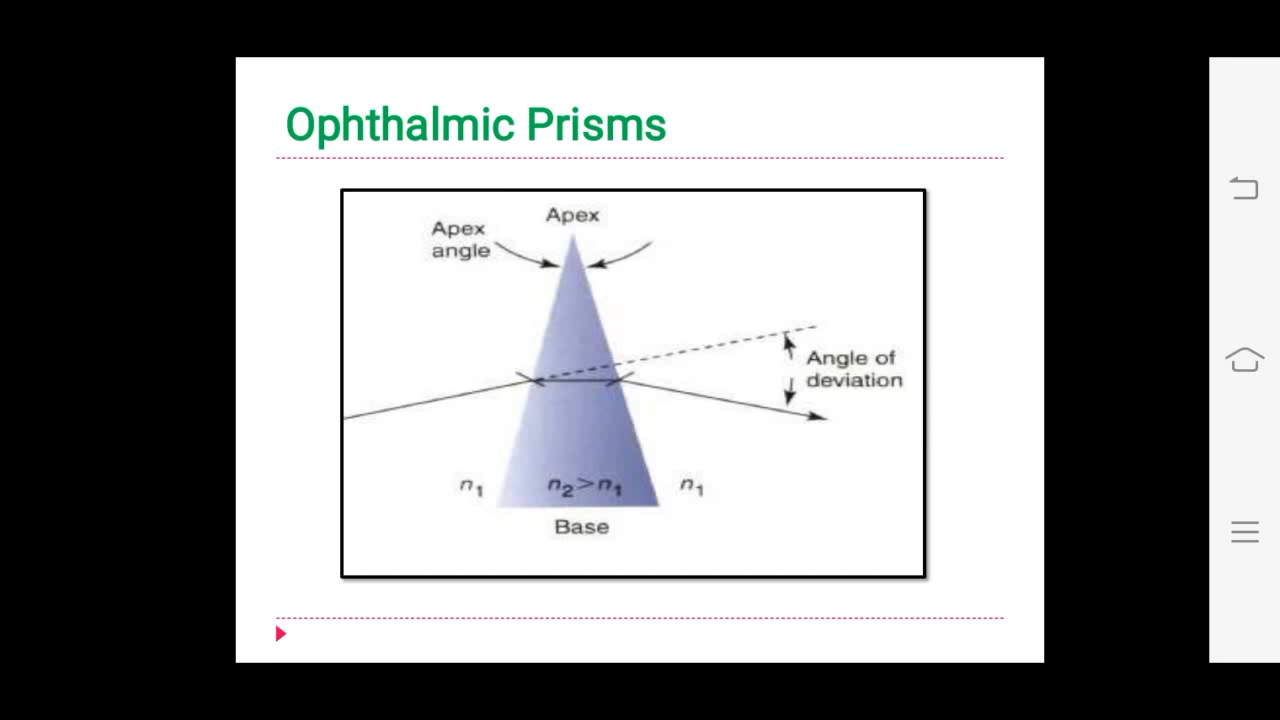 Ophthalmic Prisms
Apex
Apex
angle
Angle of
deviation
n₁
n₂>n₁
n₁
Base